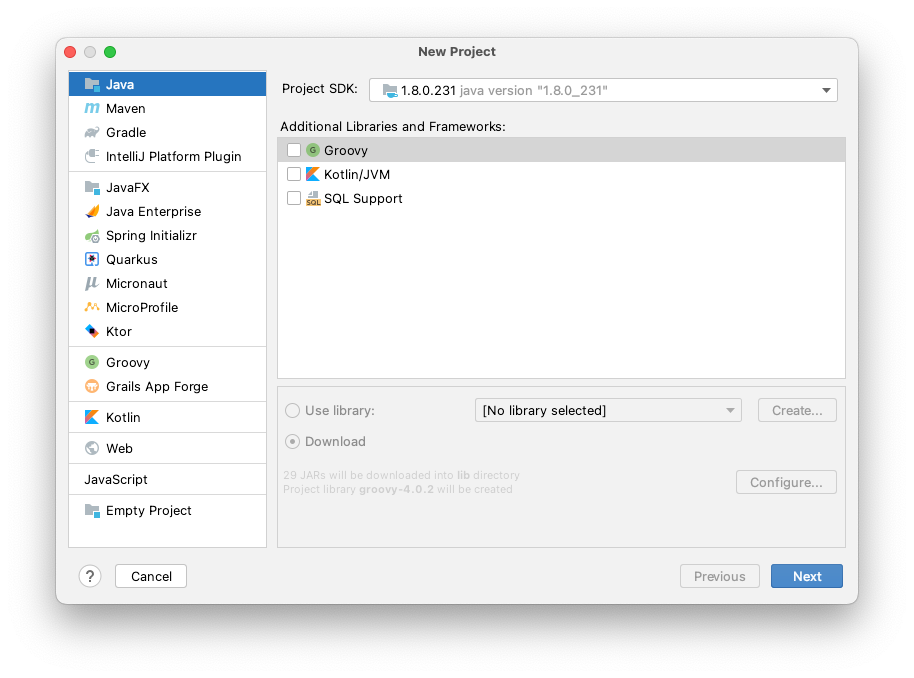 New Project
Java
Maven
Gradle
IntelliJ Platform Plugin
JavaFX
Java Enterprise
Spring Initializr
Quarkus
Micronaut
MicroProfile
Ktor
Groovy
Grails App Forge
Kotlin
Web
JavaScript
Empty Project
Project SDK: 1.8.0.231 java version "1.8.0_231"
Additional Libraries and Frameworks:
G Groovy
Kotlin/JVM
SQL SQL Support
Use library: [No library selected] Create...
Download
29 JARs will be downloaded into lib directory
Project library groovy-4.0.2 will be created
Configure...
? Cancel Previous Next